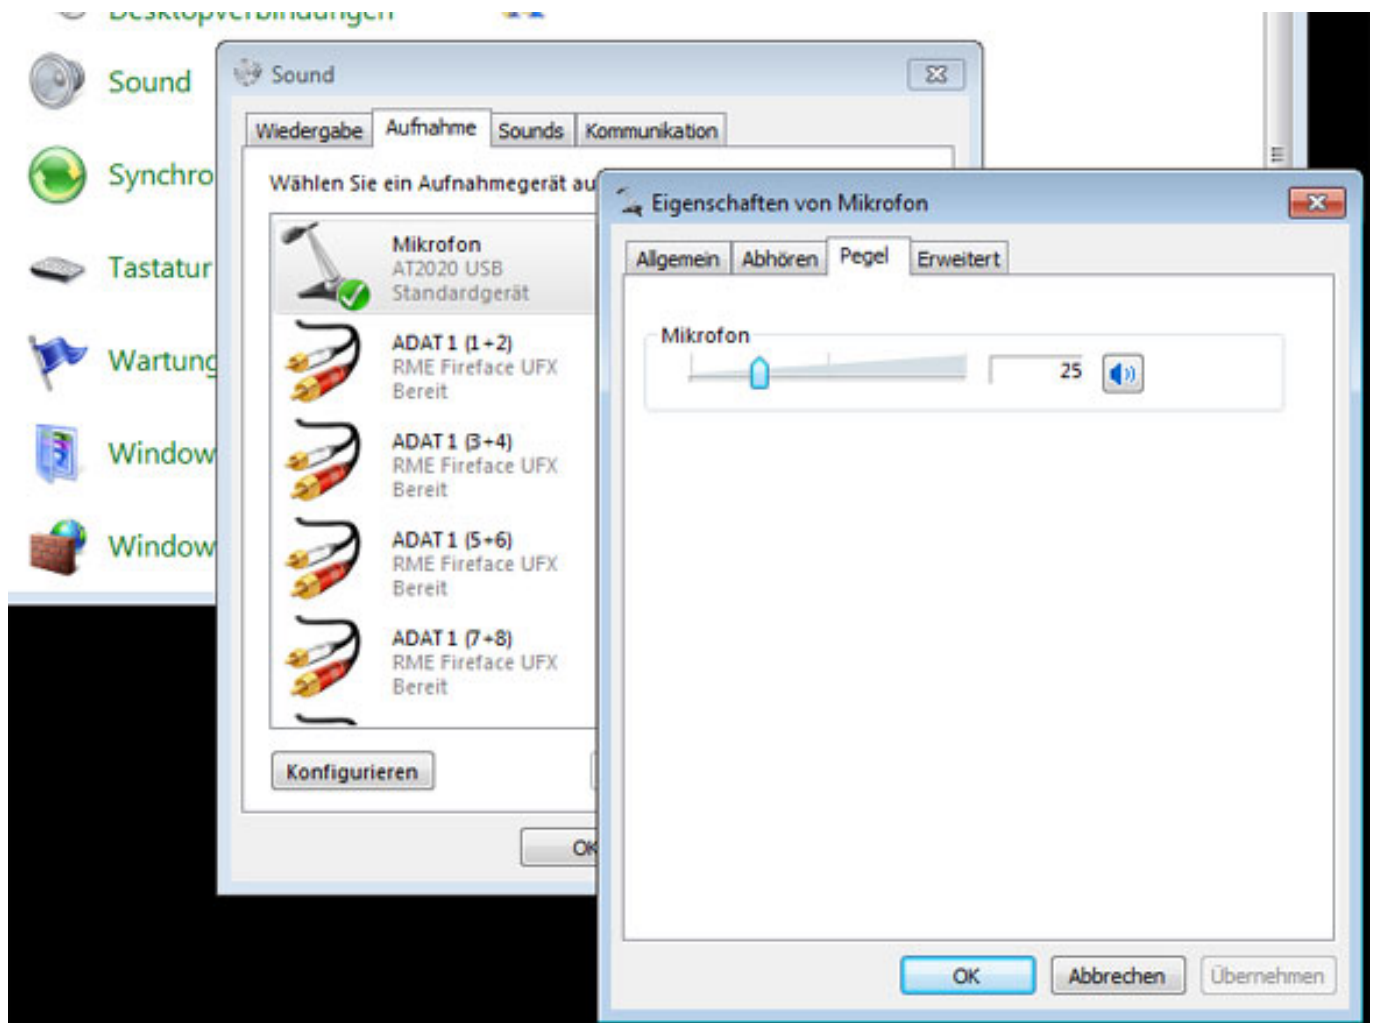 Desktopverbindungen
Sound
Synchro
Tastatur
Wartung
Window
Window
Sound
Wiedergabe Aufnahme Sounds Kommunikation
Wählen Sie ein Aufnahmegerät au
Mikrofon
AT2020 USB
Standardgerät
ADAT 1 (1+2)
RME Fireface UFX
Bereit
ADAT 1 (3+4)
RME Fireface UFX
Bereit
ADAT 1 (5+6)
RME Fireface UFX
Bereit
ADAT 1 (7+8)
RME Fireface UFX
Bereit
Konfigurieren
OK
Eigenschaften von Mikrofon
Allgemein Abhören Pegel Erweitert
Mikrofon
25
OK Abbrechen Übernehmen